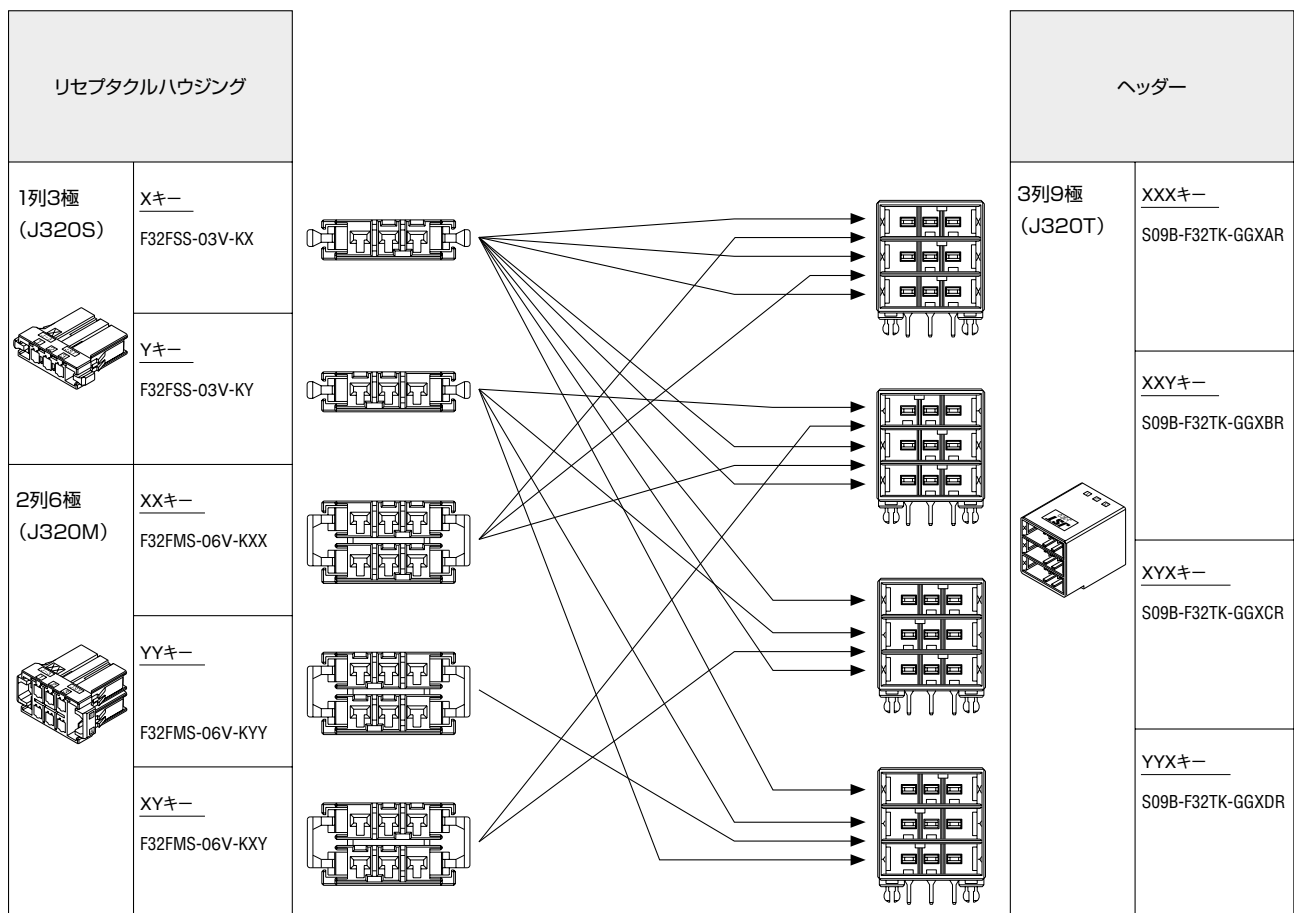 リセプタクルハウジング
ヘッダー
1列3極
（J320S）
Xキー
F32FSS-03V-KX
Yキー
F32FSS-03V-KY
2列6極
（J320M）
XXキー
F32FMS-06V-KXX
YYキー
F32FMS-06V-KYY
XYキー
F32FMS-06V-KXY
3列9極
（J320T）
XXXキー
S09B-F32TK-GGXAR
XXYキー
S09B-F32TK-GGXBR
XYXキー
S09B-F32TK-GGXCR
YYXキー
S09B-F32TK-GGXDR